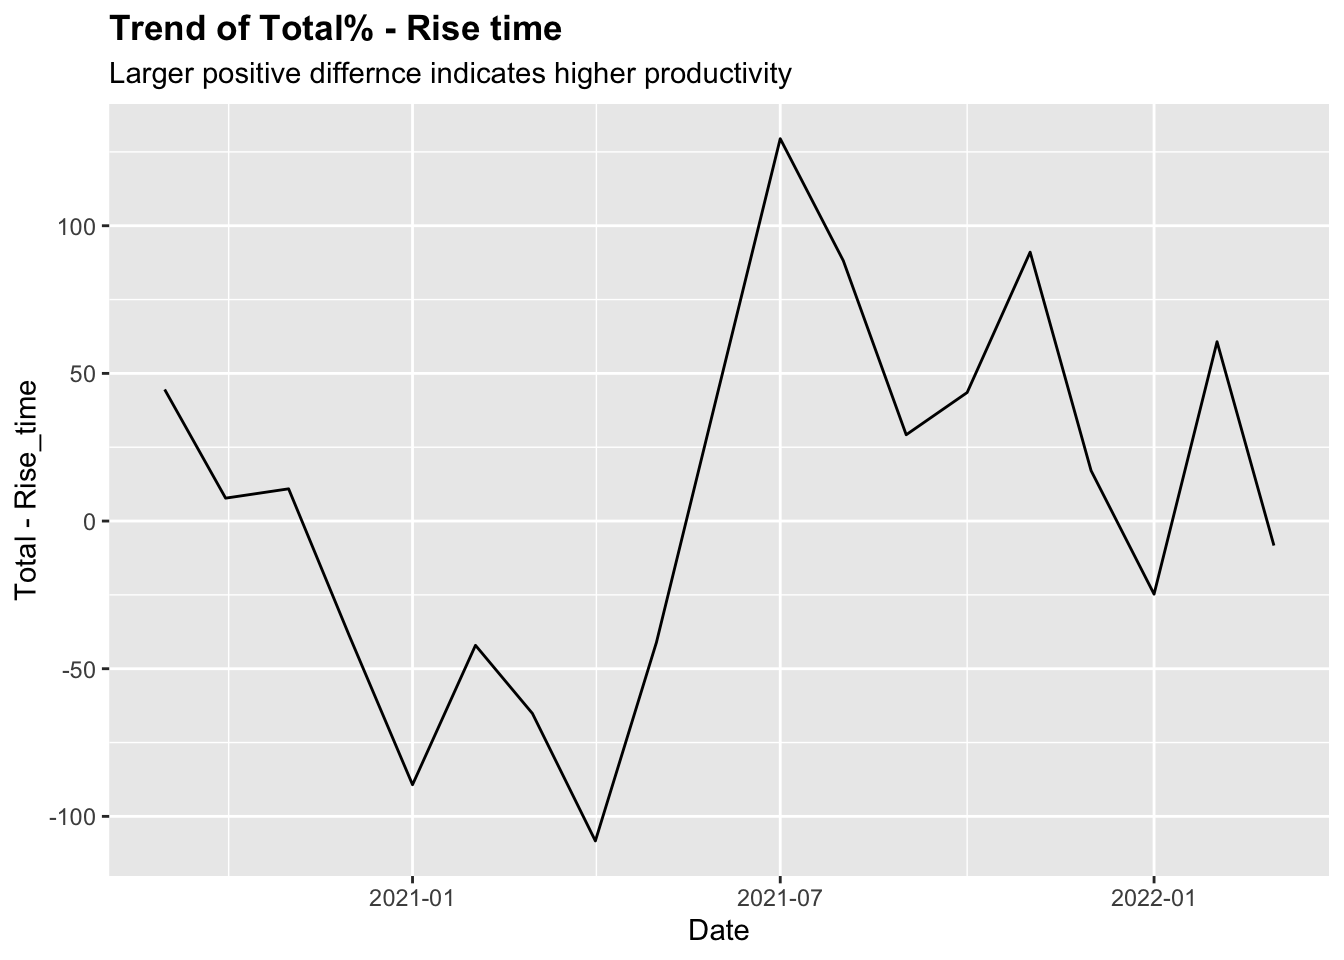 Trend of Total% - Rise time
Larger positive differnce indicates higher productivity
Total - Rise_time
100
50
0
-50
-100
2021-01
2021-07
2022-01
Date